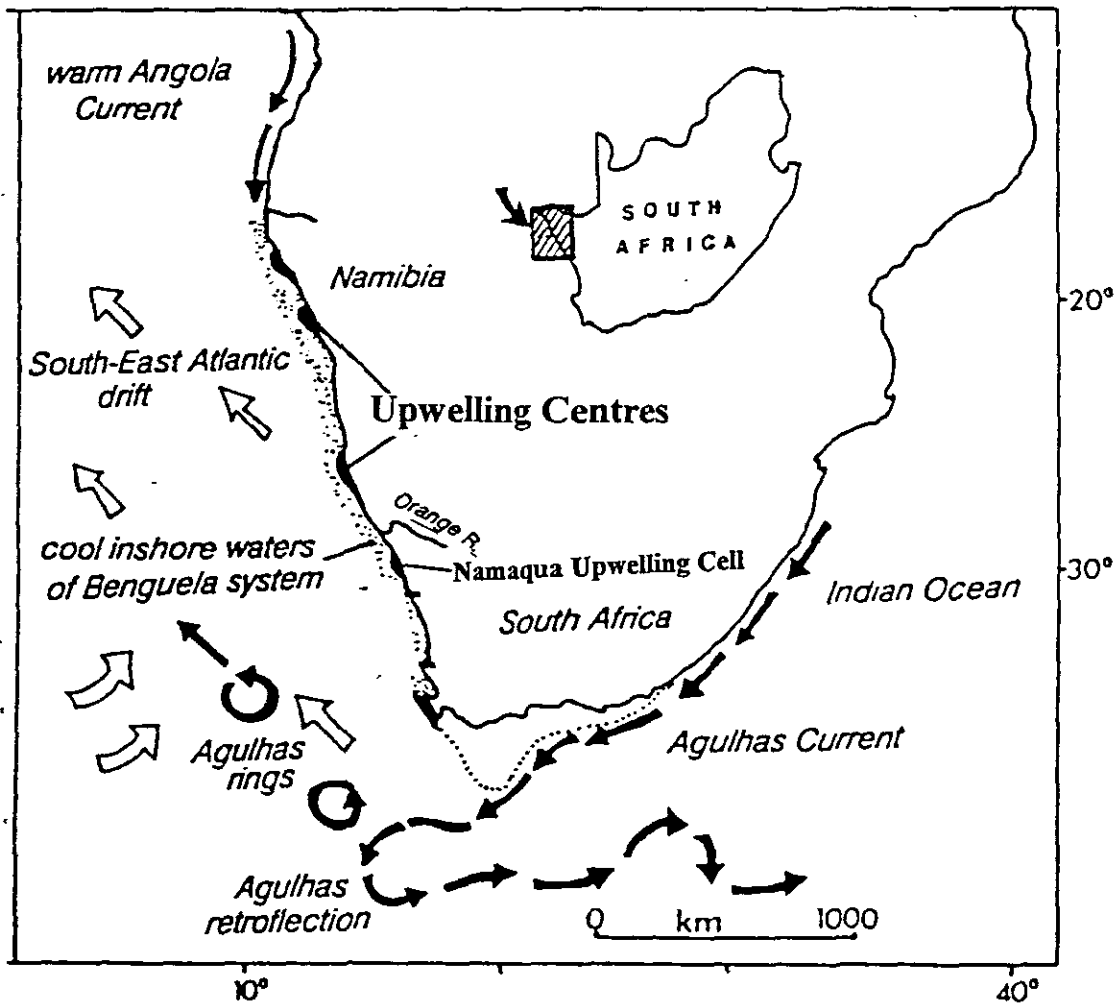 warm Angola
Current
SOUTH
AFRICA
Namibia
20°
South-East Atlantic
drift
Upwelling Centres
Orange R.
cool inshore waters
of Benguela system
Namaqua Upwelling Cell
30°
South Africa
Indian Ocean
Agulhas
rings
Agulhas Current
Agulhas
retroflection
0 km 1000
10°
40°